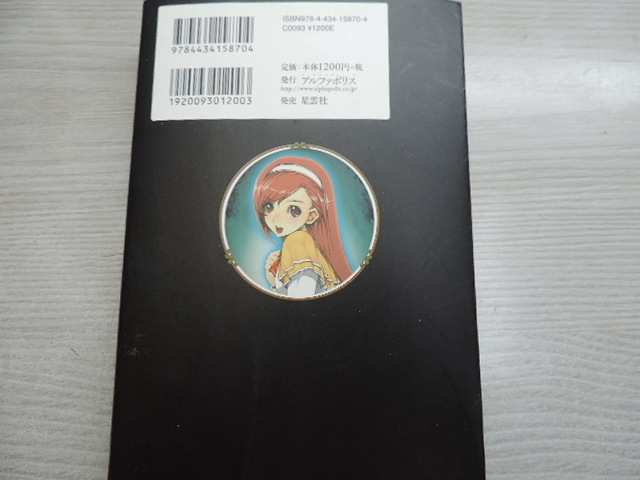 ISBN978-4-434-15870-4
C0093 ¥1200E
9784434158704
定価：本体1200円＋税
発行 アルファポリス
http://www.alphapolis.co.jp/
発売 星雲社
1920093012003